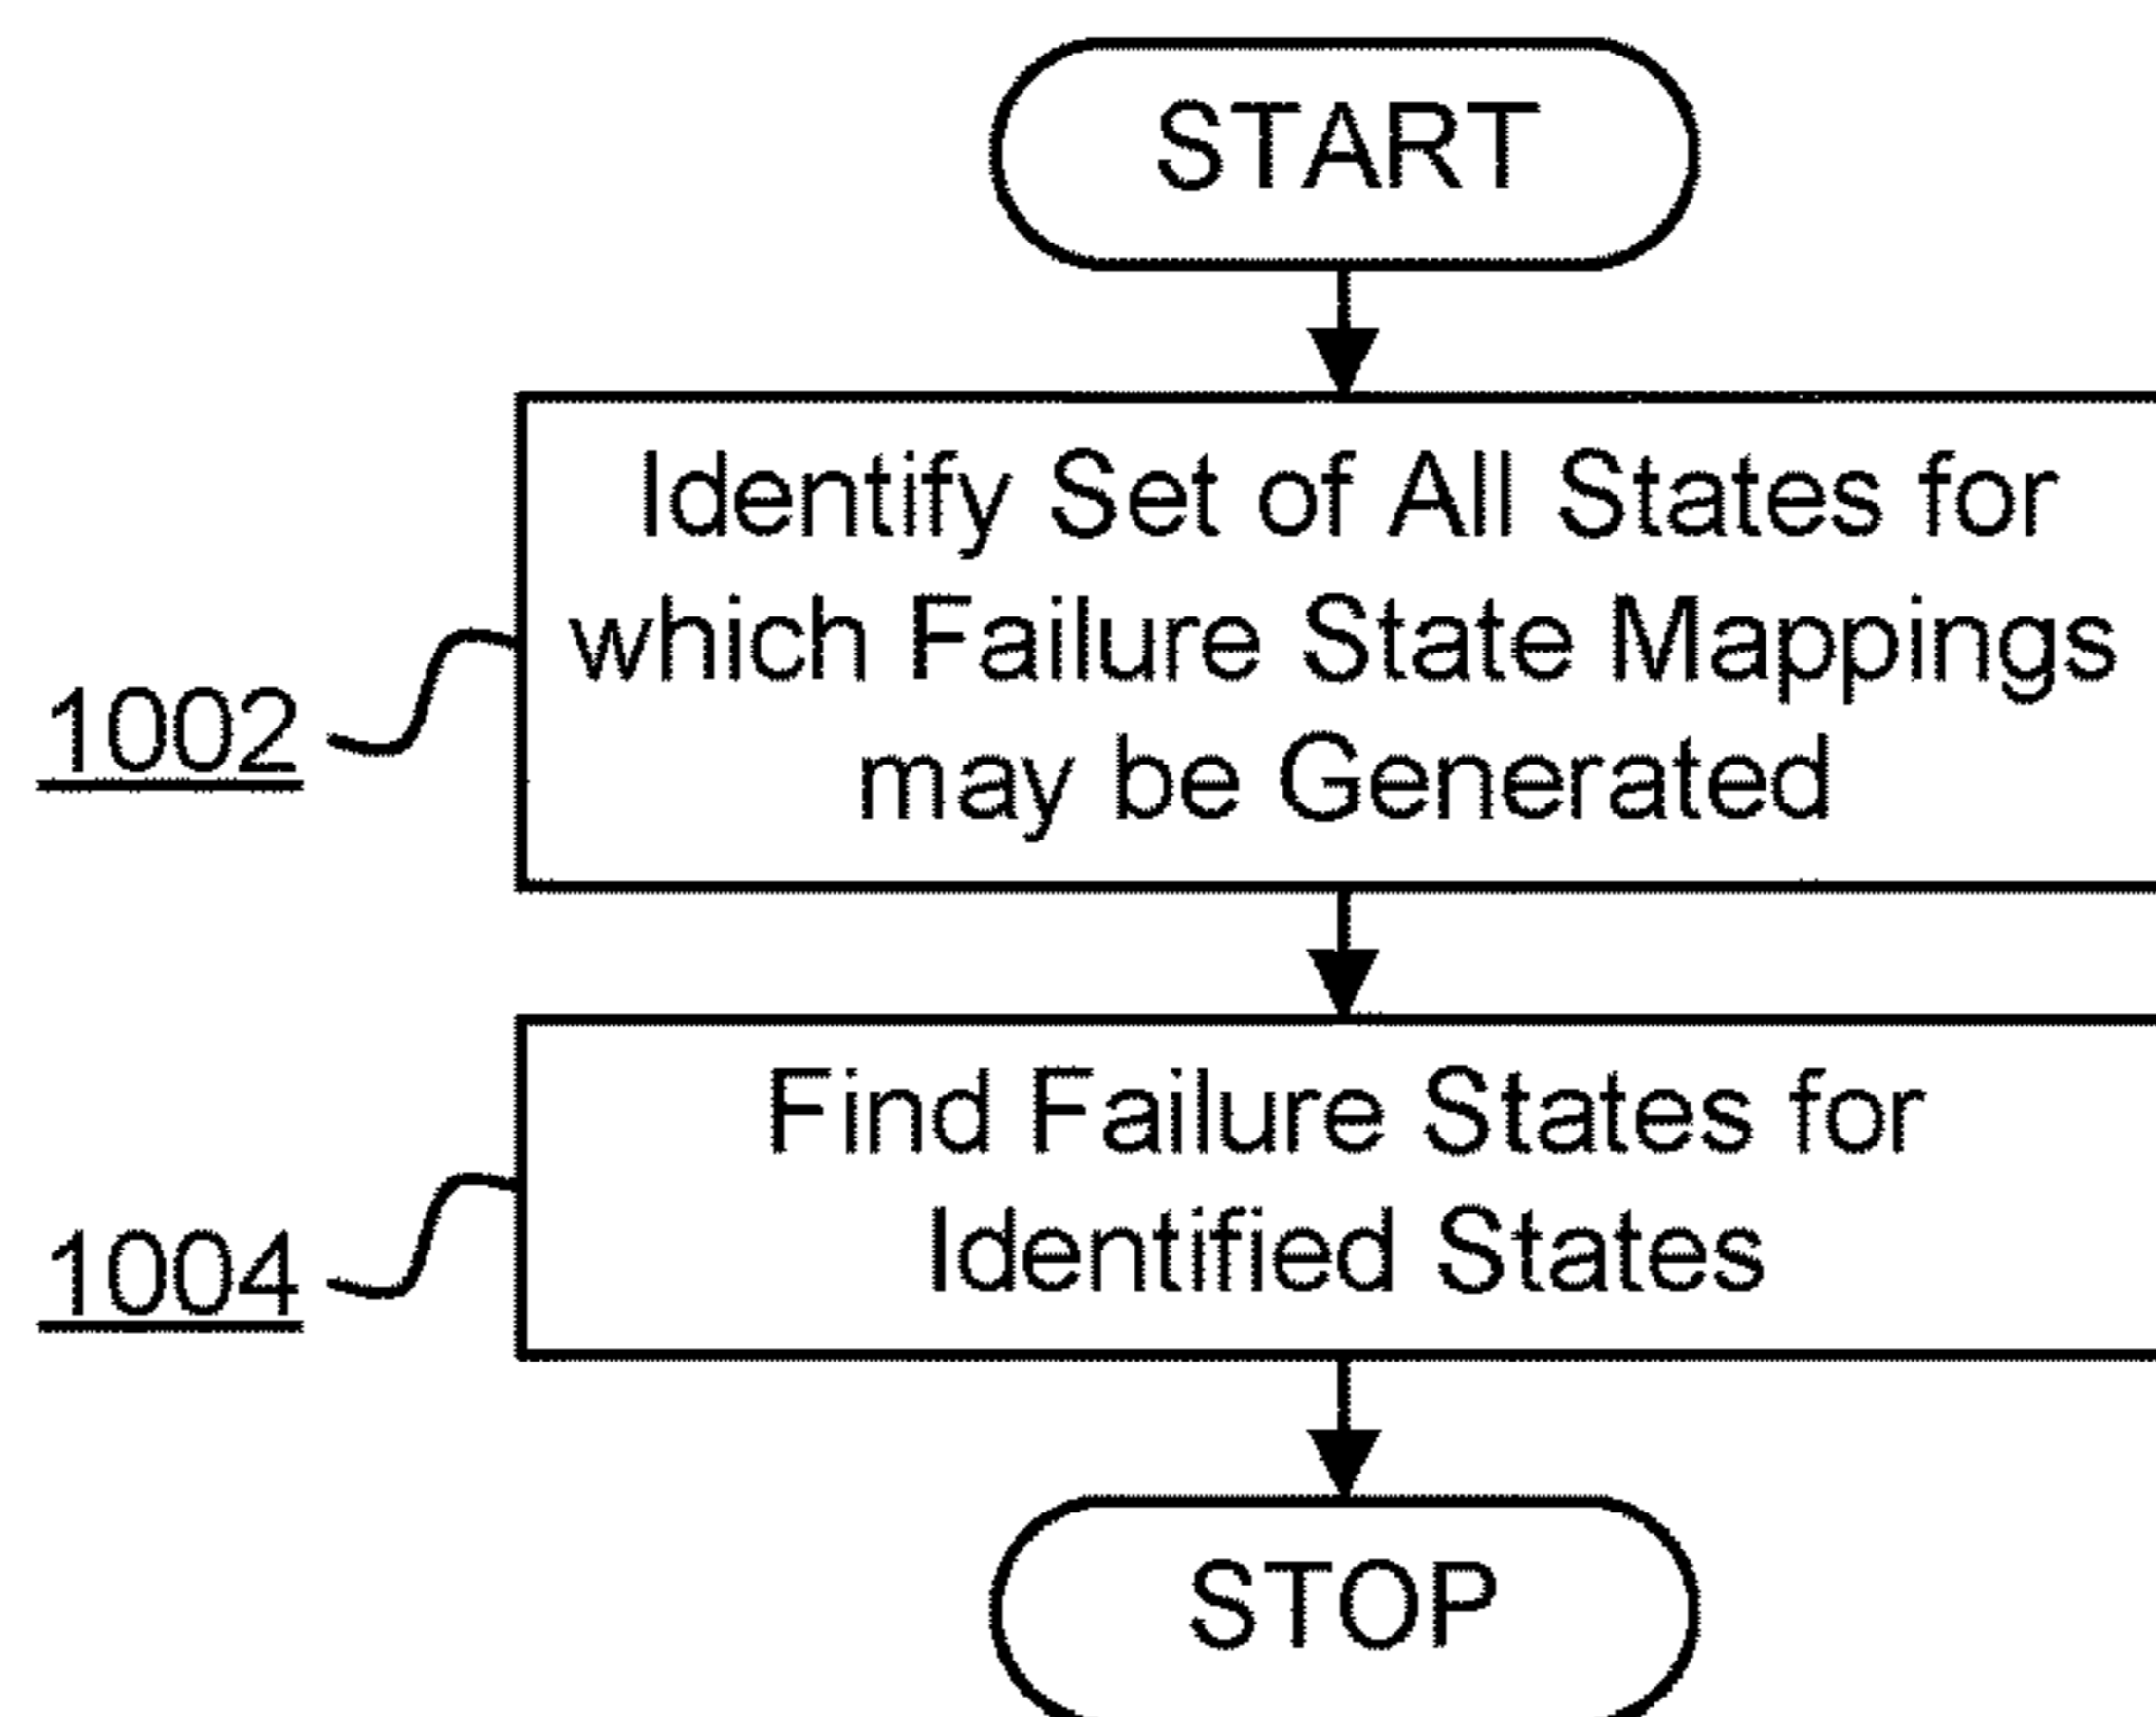 START
Identify Set of All States for
which Failure State Mappings
may be Generated
1002
Find Failure States for
Identified States
1004
STOP